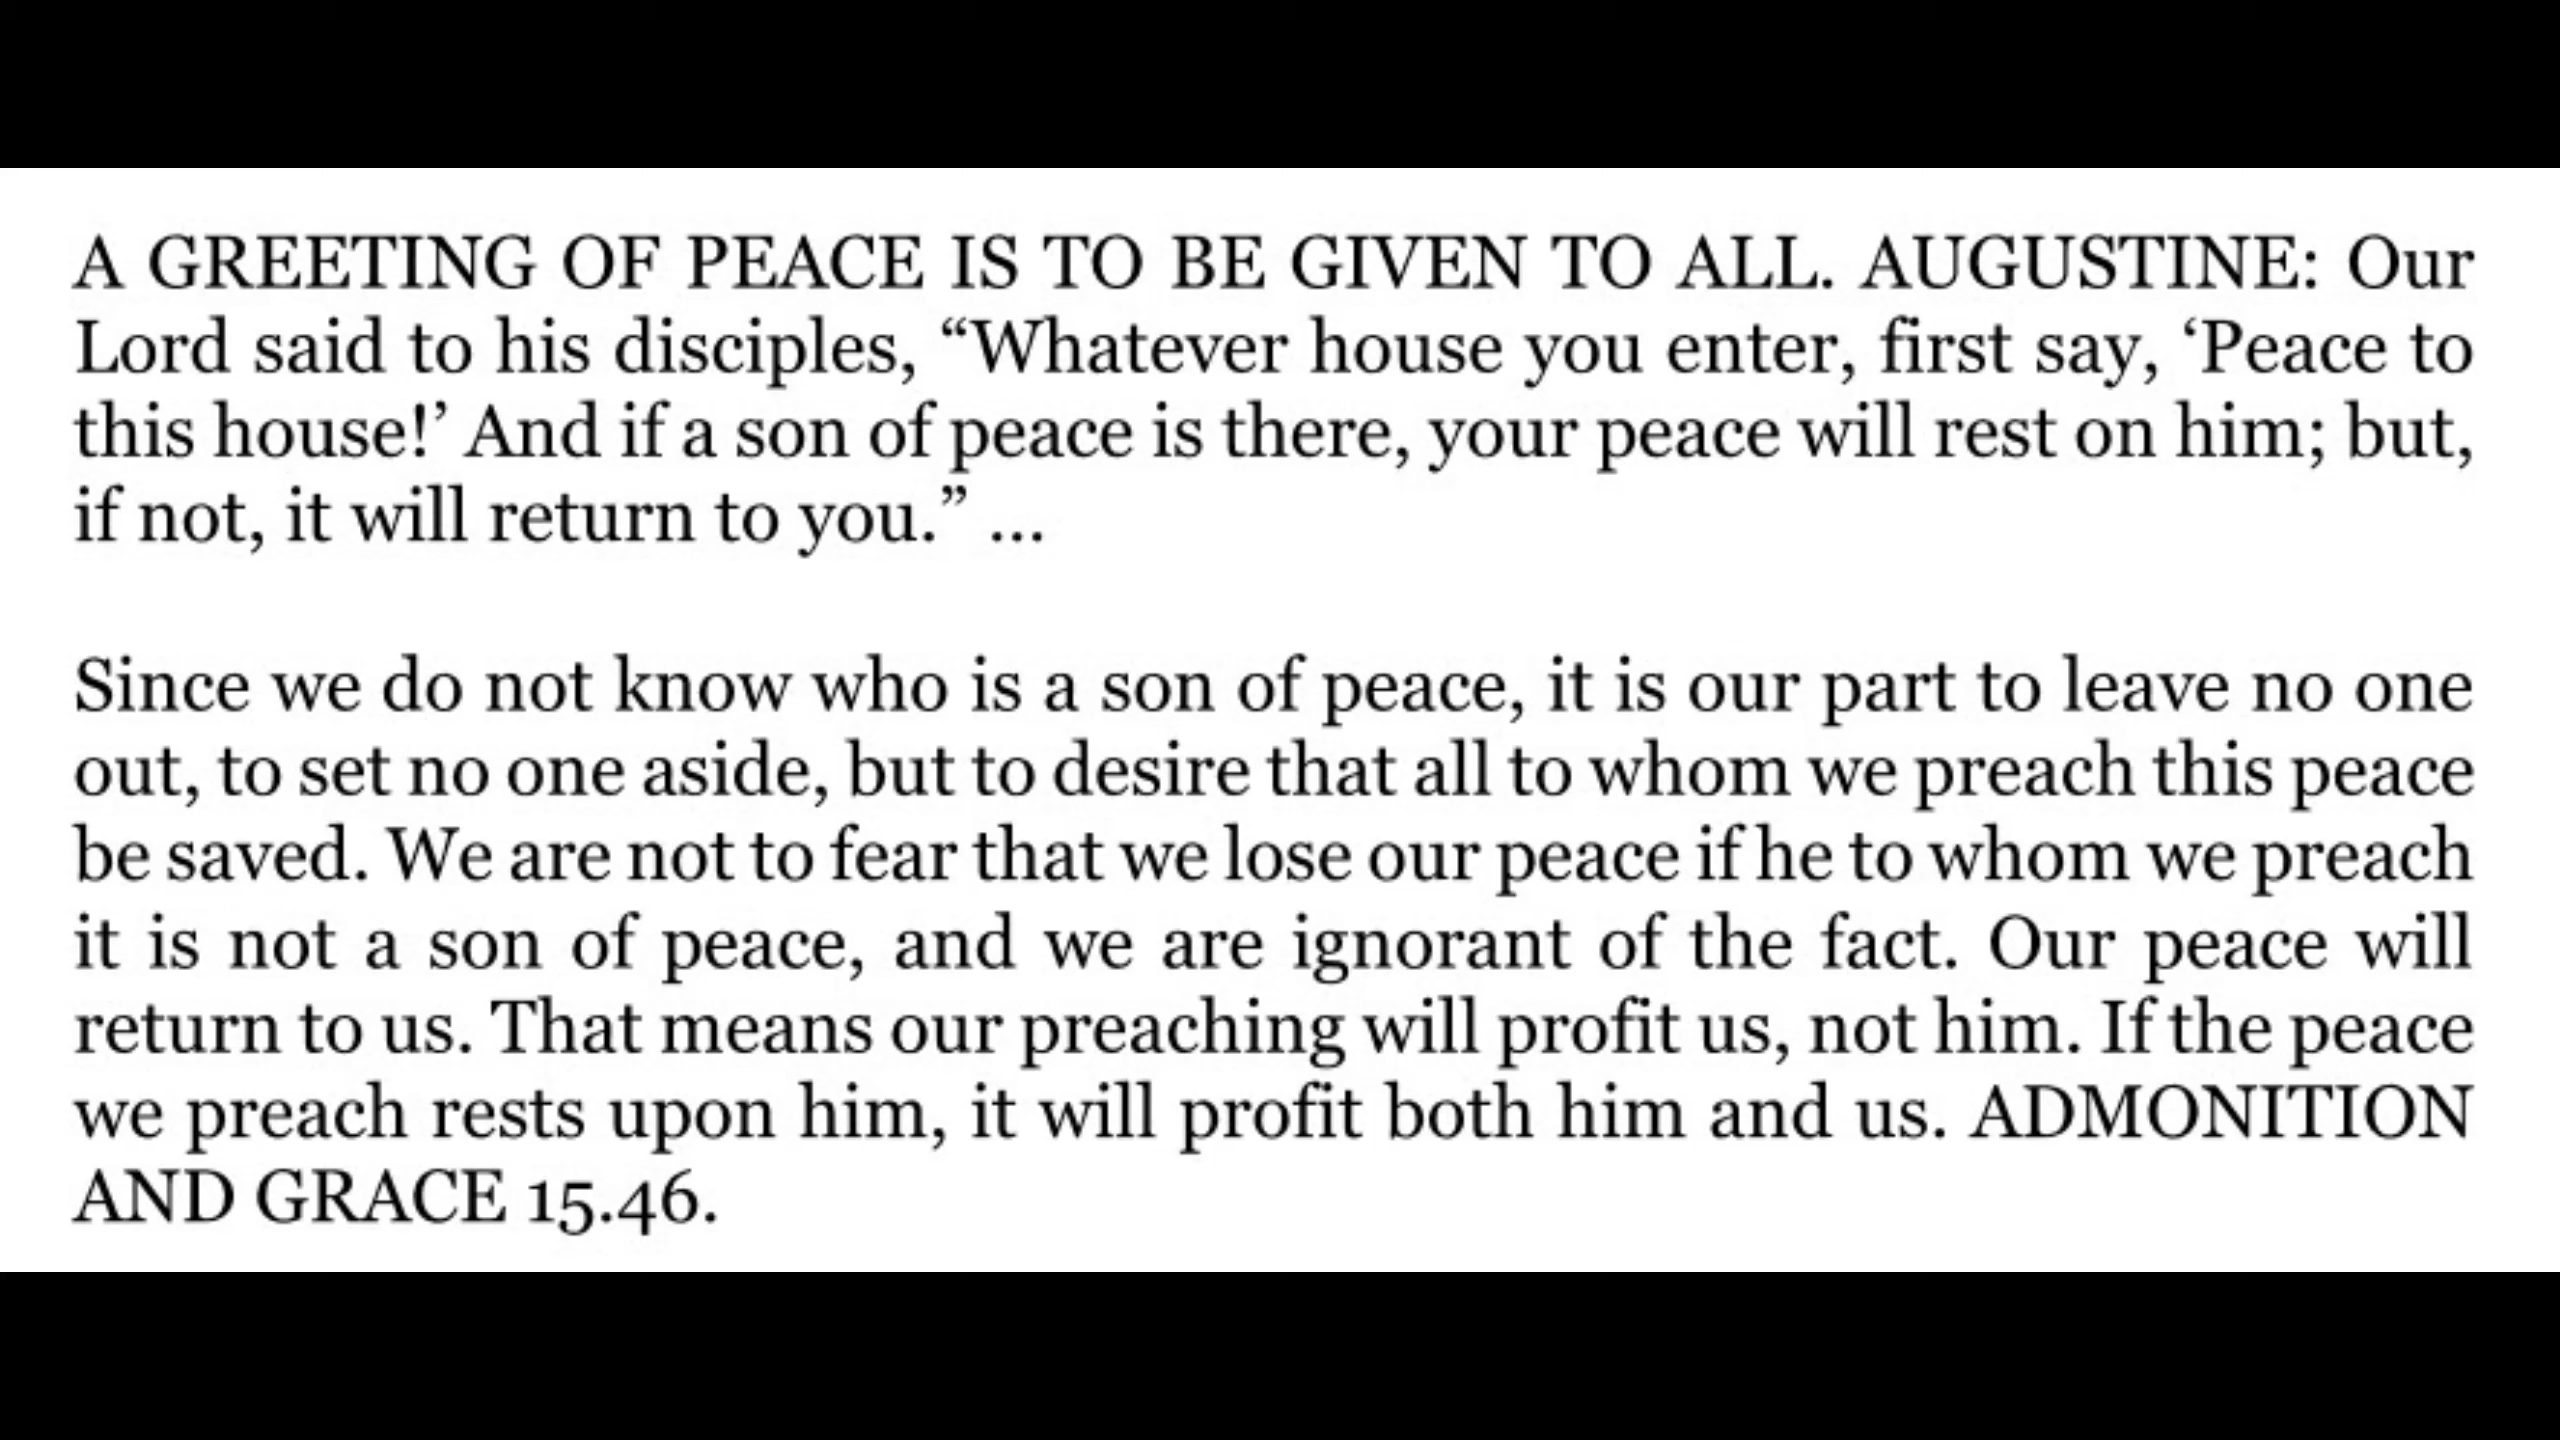 A GREETING OF PEACE IS TO BE GIVEN TO ALL. AUGUSTINE: Our
Lord said to his disciples, “Whatever house you enter, first say, ‘Peace to
this house!’ And if a son of peace is there, your peace will rest on him; but,
if not, it will return to you.” ...
Since we do not know who is a son of peace, it is our part to leave no one
out, to set no one aside, but to desire that all to whom we preach this peace
be saved. We are not to fear that we lose our peace if he to whom we preach
it is not a son of peace, and we are ignorant of the fact. Our peace will
return to us. That means our preaching will profit us, not him. If the peace
we preach rests upon him, it will profit both him and us. ADMONITION
AND GRACE 15.46.